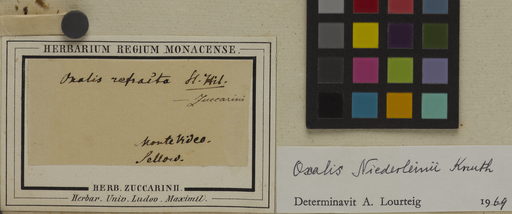 HERBARIUM REGIUM MONACENSE.
Oxalis refracta St. Hil.
— Zuccarini
Montevideo.
Sellow.
HERB. ZUCCARINII.
Herbar. Univ. Ludov. Maximil.
Oxalis Niederleinii Knuth
Determinavit A. Lourteig 1969